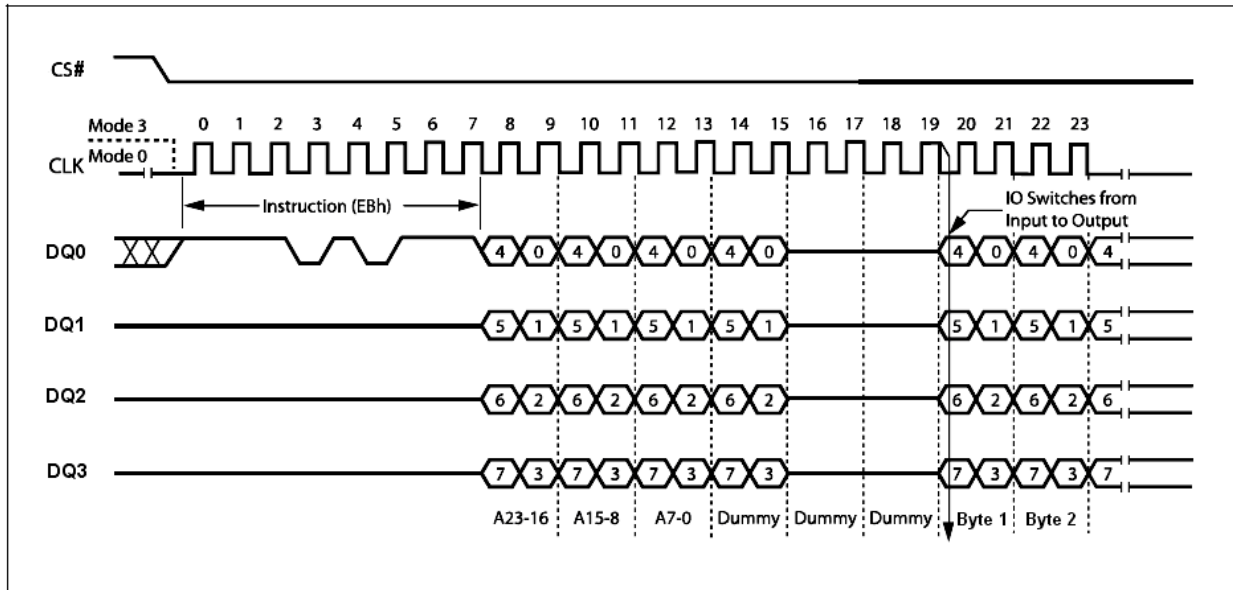 CS#
Mode 3
0 1 2 3 4 5 6 7 8 9 10 11 12 13 14 15 16 17 18 19 20 21 22 23
Mode 0
CLK
Instruction (EBh)
IO Switches from
Input to Output
DQ0 4 0 4 0 4 0 4 0 4 0 4 0 4
DQ1 5 1 5 1 5 1 5 1 5 1 5 1 5
DQ2 6 2 6 2 6 2 6 2 6 2 6 2 6
DQ3 7 3 7 3 7 3 7 3 7 3 7 3 7
A23-16 A15-8 A7-0 Dummy Dummy Dummy Byte 1 Byte 2